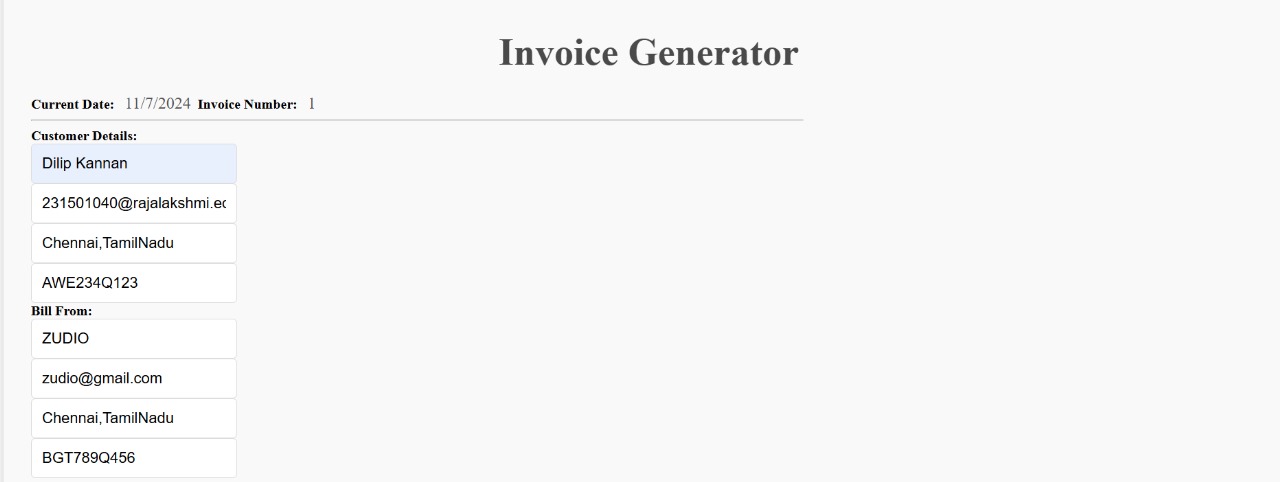 Invoice Generator
Current Date: 11/7/2024 Invoice Number: 1
Customer Details:
Dilip Kannan
231501040@rajalakshmi.ec
Chennai,TamilNadu
AWE234Q123
Bill From:
ZUDIO
zudio@gmail.com
Chennai,TamilNadu
BGT789Q456